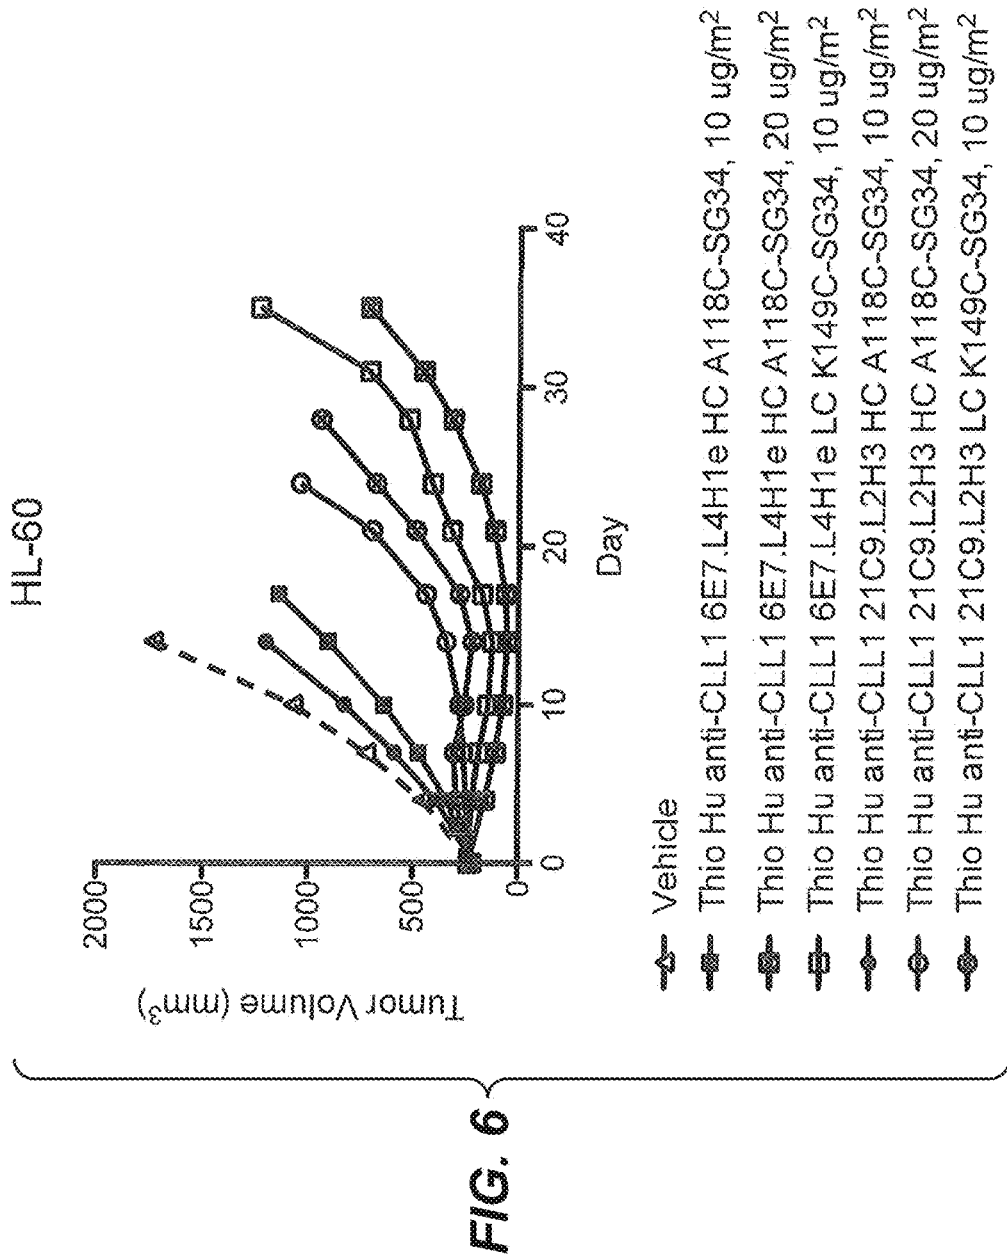 FIG. 6
HL-60
Tumor Volume (mm³)
2000
1500
1000
500
0
0
10
20
30
40
Day
Vehicle
Thio Hu anti-CLL1 6E7.L4H1e HC A118C-SG34, 10 ug/m²
Thio Hu anti-CLL1 6E7.L4H1e HC A118C-SG34, 20 ug/m²
Thio Hu anti-CLL1 6E7.L4H1e LC K149C-SG34, 10 ug/m²
Thio Hu anti-CLL1 21C9.L2H3 HC A118C-SG34, 10 ug/m²
Thio Hu anti-CLL1 21C9.L2H3 HC A118C-SG34, 20 ug/m²
Thio Hu anti-CLL1 21C9.L2H3 LC K149C-SG34, 10 ug/m²